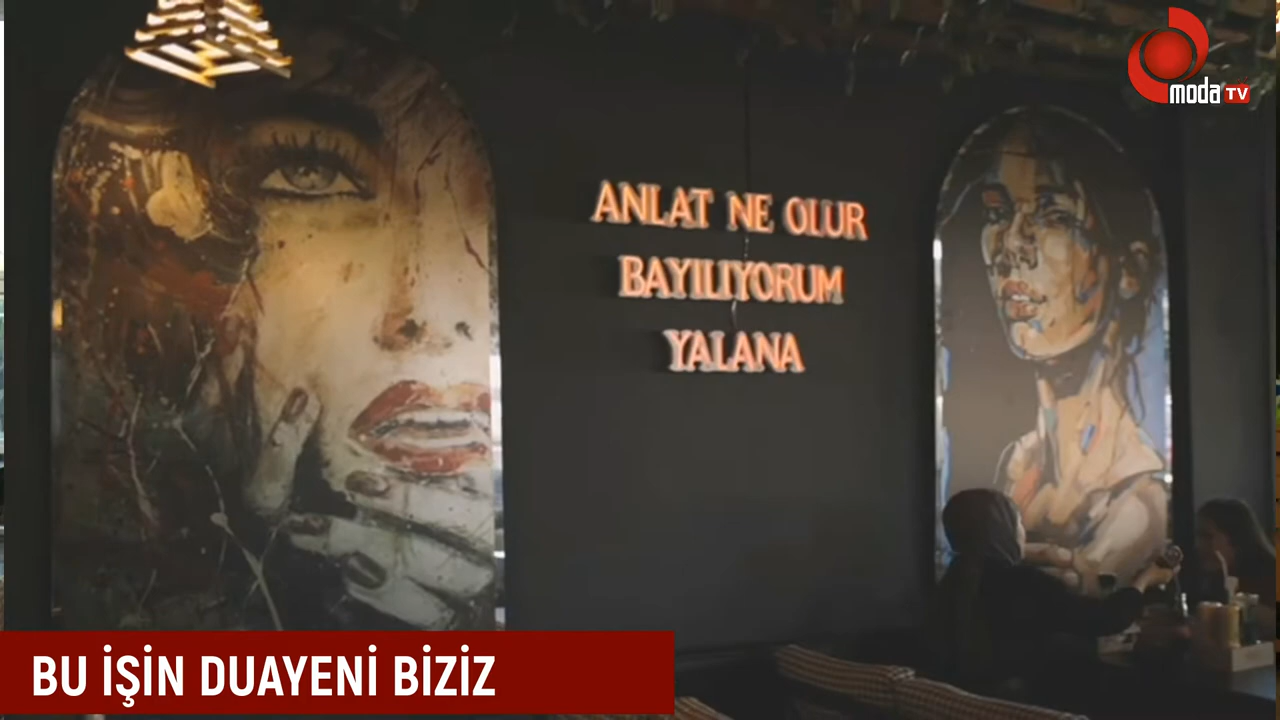 moda TV
ANLAT NE OLUR
BAYILIYORUM
YALANA
BU İŞİN DUAYENİ BİZİZ